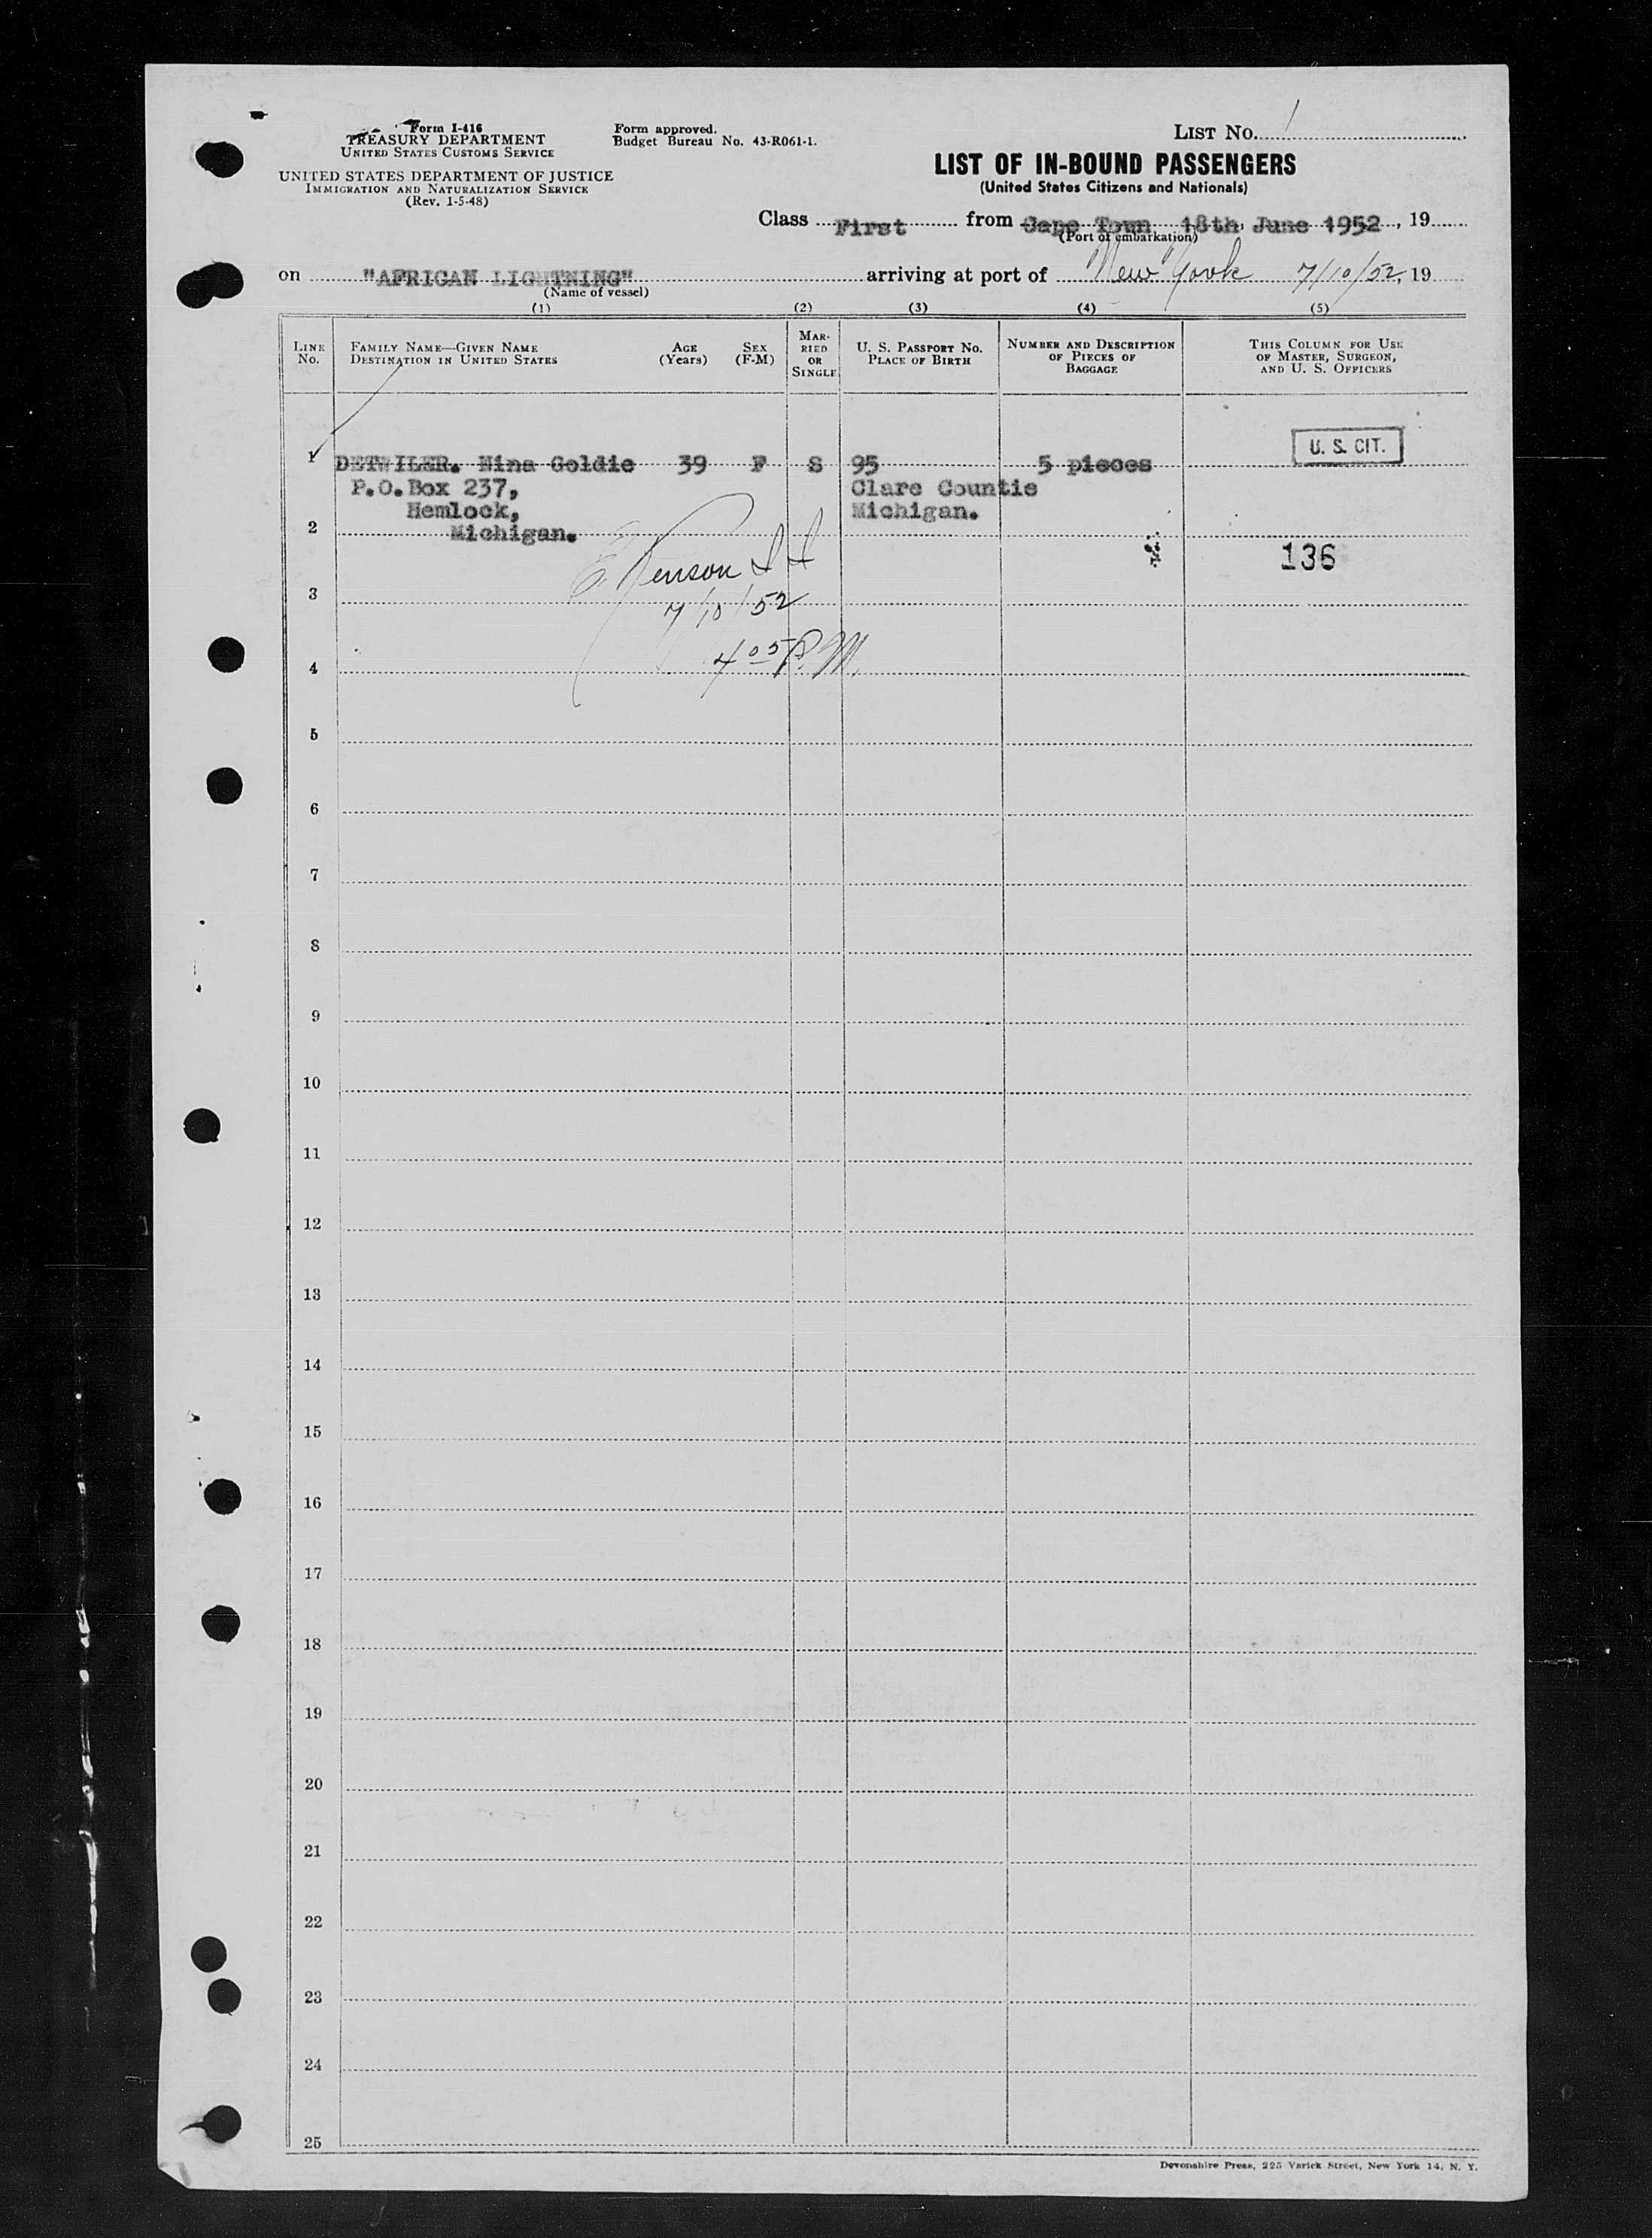 Form I-416
TREASURY DEPARTMENT
UNITED STATES CUSTOMS SERVICE
UNITED STATES DEPARTMENT OF JUSTICE
IMMIGRATION AND NATURALIZATION SERVICE
(Rev. 1-5-48)
Form approved.
Budget Bureau No. 43-R061-1.
LIST NO. 1
LIST OF IN-BOUND PASSENGERS
(United States Citizens and Nationals)
Class First from Cape Town 18th, June 1952, 19
(Port of embarkation)
on "AFRICAN LIGHTNING" arriving at port of New York 7/10/52, 19
(Name of vessel)
(1) (2) (3) (4) (5)
LINE NO.
FAMILY NAME—GIVEN NAME
DESTINATION IN UNITED STATES
AGE (Years)
SEX (F-M)
MARRIED OR SINGLE
U. S. PASSPORT NO.
PLACE OF BIRTH
NUMBER AND DESCRIPTION OF PIECES OF BAGGAGE
THIS COLUMN FOR USE OF MASTER, SURGEON, AND U. S. OFFICERS
1 DETWILER. Nina Goldie 39 F S 95 5 pieces U. S. CIT.
P.O.Box 237, Clare Countie
Hemlock, Michigan.
2 Michigan.
136
3
7/10/52
4 05 P.M.
4
5
6
7
8
9
10
11
12
13
14
15
16
17
18
19
20
21
22
23
24
25
Devonshire Press, 225 Varick Street, New York 14, N. Y.